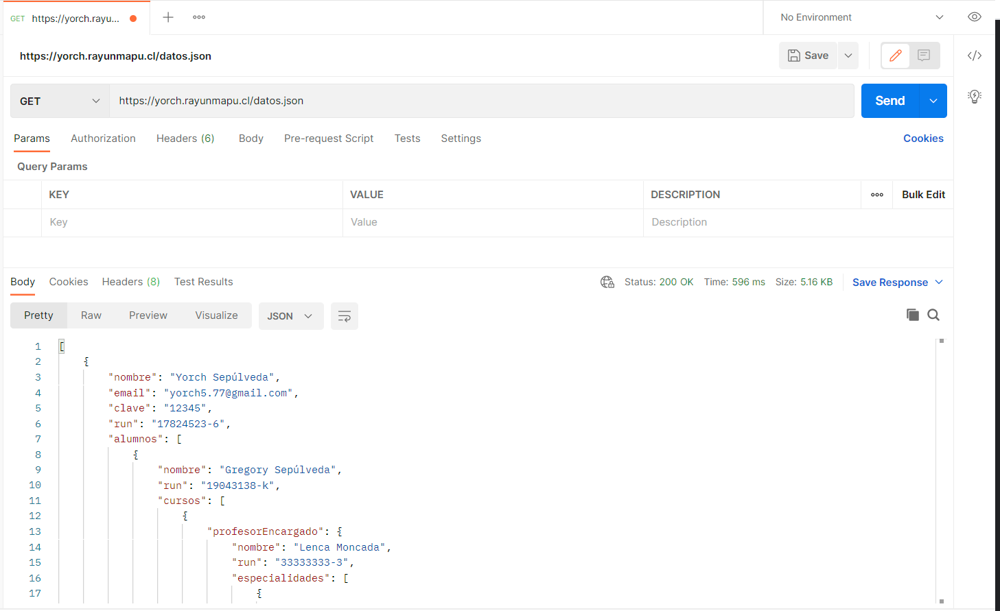 GET https://yorch.rayu...
No Environment
https://yorch.rayunmapu.cl/datos.json
Save
GET https://yorch.rayunmapu.cl/datos.json Send
Params Authorization Headers (6) Body Pre-request Script Tests Settings Cookies
Query Params
KEY VALUE DESCRIPTION Bulk Edit
Key Value Description
Body Cookies Headers (8) Test Results Status: 200 OK Time: 596 ms Size: 5.16 KB Save Response
Pretty Raw Preview Visualize JSON
1 [
2 {
3 "nombre": "Yorch Sepúlveda",
4 "email": "yorch5.77@gmail.com",
5 "clave": "12345",
6 "run": "17824523-6",
7 "alumnos": [
8 {
9 "nombre": "Gregory Sepúlveda",
10 "run": "19043138-k",
11 "cursos": [
12 {
13 "profesorEncargado": {
14 "nombre": "Lenca Moncada",
15 "run": "33333333-3",
16 "especialidades": [
17 {